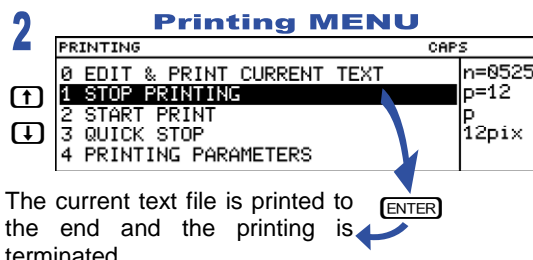 2
Printing MENU
PRINTING CAPS
0 EDIT & PRINT CURRENT TEXT n=0525
1 STOP PRINTING p=12
2 START PRINT p
3 QUICK STOP 12pix
4 PRINTING PARAMETERS
The current text file is printed to ENTER
the end and the printing is
terminated